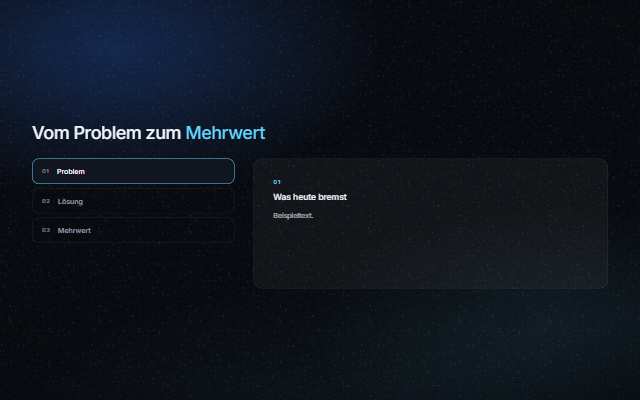 Vom Problem zum Mehrwert
01 Problem
02 Lösung
03 Mehrwert
01
Was heute bremst
Beispieltext.